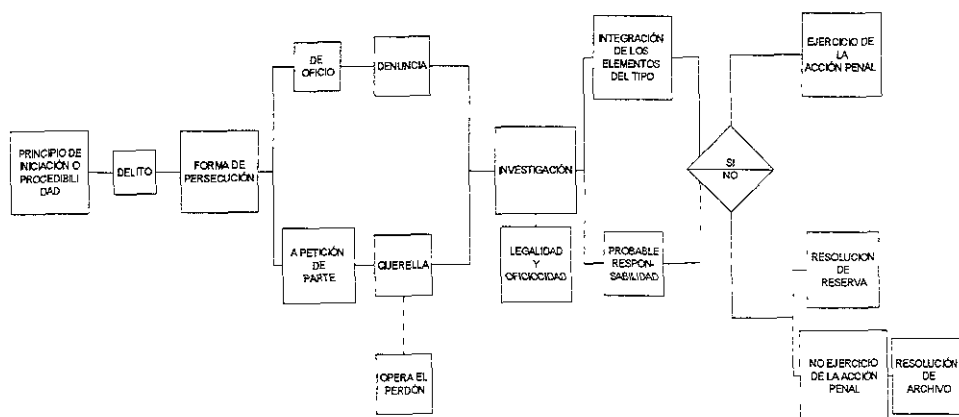 PRINCIPIO DE
INICIACIÓN O
PROCEDIBILI
DAD
DELITO
FORMA DE
PERSECUCIÓN
DE
OFICIO
DENUNCIA
A PETICIÓN
DE
PARTE
QUERELLA
OPERA EL
PERDÓN
INVESTIGACIÓN
LEGALIDAD
Y
OFICIOCIDAD
INTEGRACIÓN
DE LOS
ELEMENTOS
DEL TIPO
PROBABLE
RESPON-
SABILIDAD
SI
NO
EJERCICIO DE
LA
ACCIÓN PENAL
RESOLUCION
DE
RESERVA
NO EJERCICIO
DE LA ACCIÓN
PENAL
RESOLUCIÓN
DE
ARCHIVO